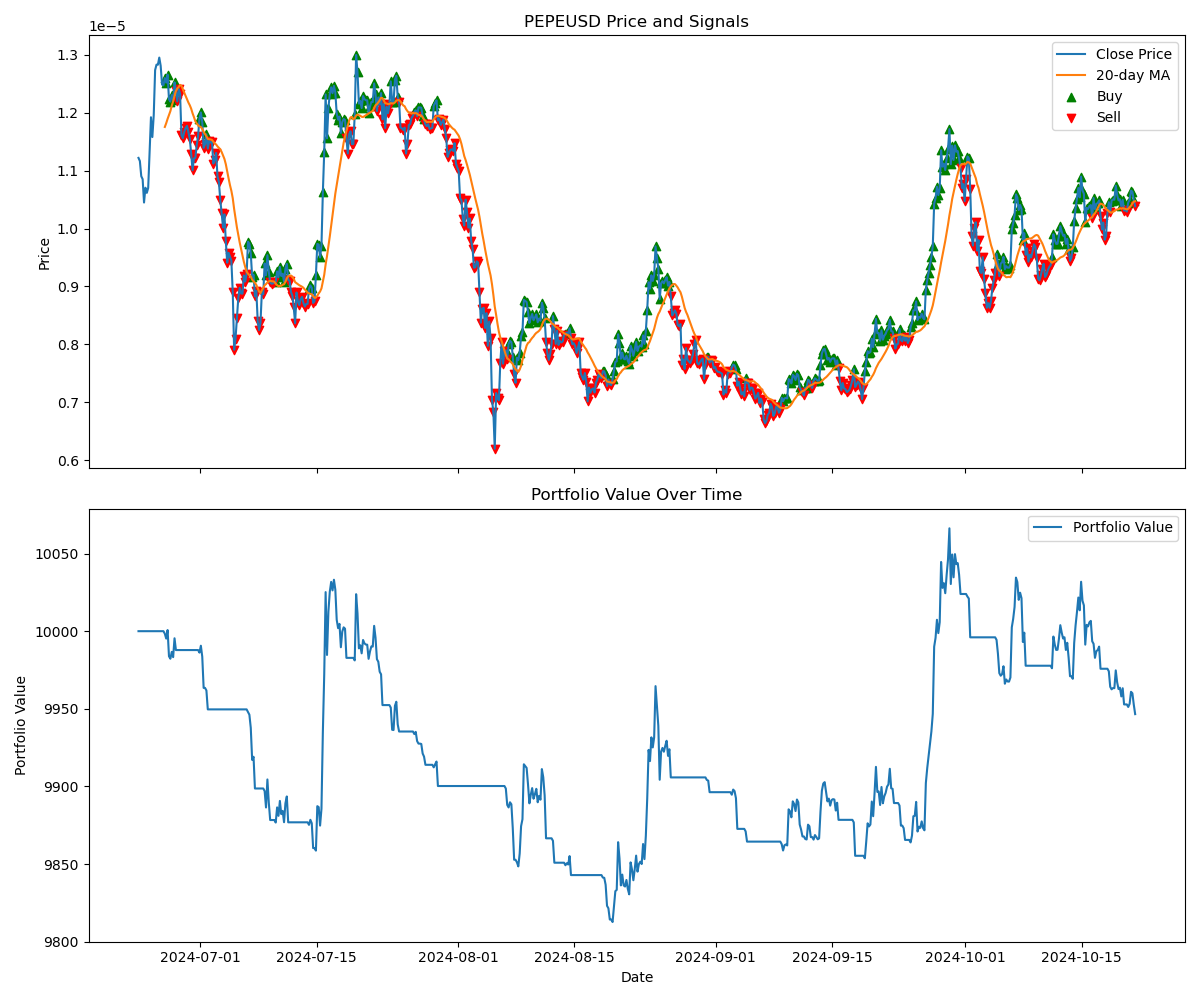 PEPEUSD Price and Signals
1e−5
1.3
1.2
1.1
1.0
0.9
0.8
0.7
0.6
Price
Close Price
20-day MA
Buy
Sell
Portfolio Value Over Time
10050
10000
9950
9900
9850
9800
Portfolio Value
Portfolio Value
2024-07-01
2024-07-15
2024-08-01
2024-08-15
2024-09-01
2024-09-15
2024-10-01
2024-10-15
Date